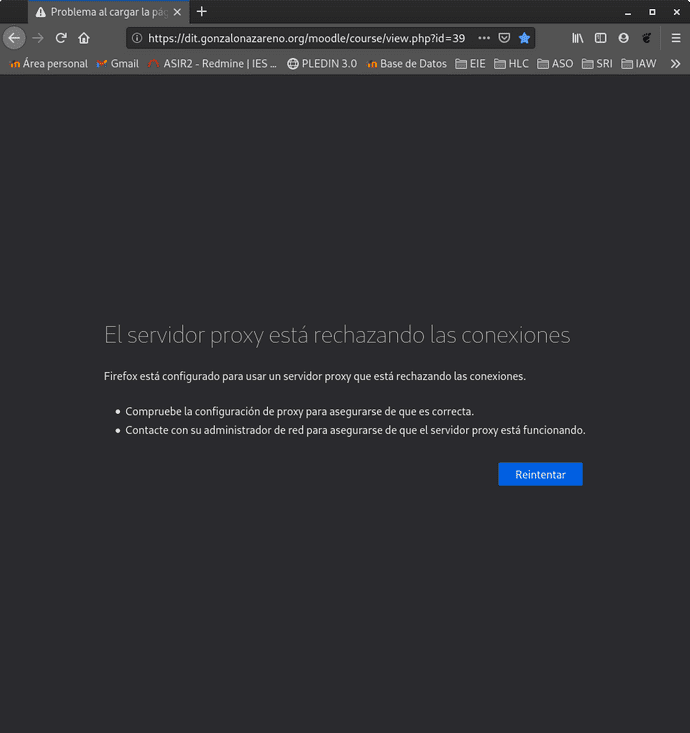 Problema al cargar la pág
https://dit.gonzalonazareno.org/moodle/course/view.php?id=39
Área personal Gmail ASIR2 - Redmine | IES ... PLEDIN 3.0 Base de Datos EIE HLC ASO SRI IAW
El servidor proxy está rechazando las conexiones
Firefox está configurado para usar un servidor proxy que está rechazando las conexiones.
Compruebe la configuración de proxy para asegurarse de que es correcta.
Contacte con su administrador de red para asegurarse de que el servidor proxy está funcionando.
Reintentar